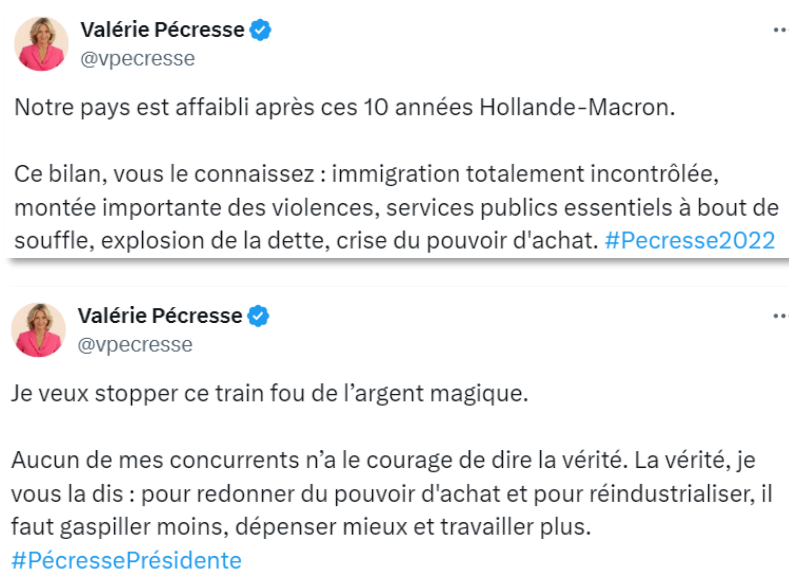 Valérie Pécresse
@vpecresse
Notre pays est affaibli après ces 10 années Hollande-Macron.
Ce bilan, vous le connaissez : immigration totalement incontrôlée,
montée importante des violences, services publics essentiels à bout de
souffle, explosion de la dette, crise du pouvoir d'achat. #Pecresse2022
Valérie Pécresse
@vpecresse
Je veux stopper ce train fou de l’argent magique.
Aucun de mes concurrents n’a le courage de dire la vérité. La vérité, je
vous la dis : pour redonner du pouvoir d'achat et pour réindustrialiser, il
faut gaspiller moins, dépenser mieux et travailler plus.
#PécressePrésidente